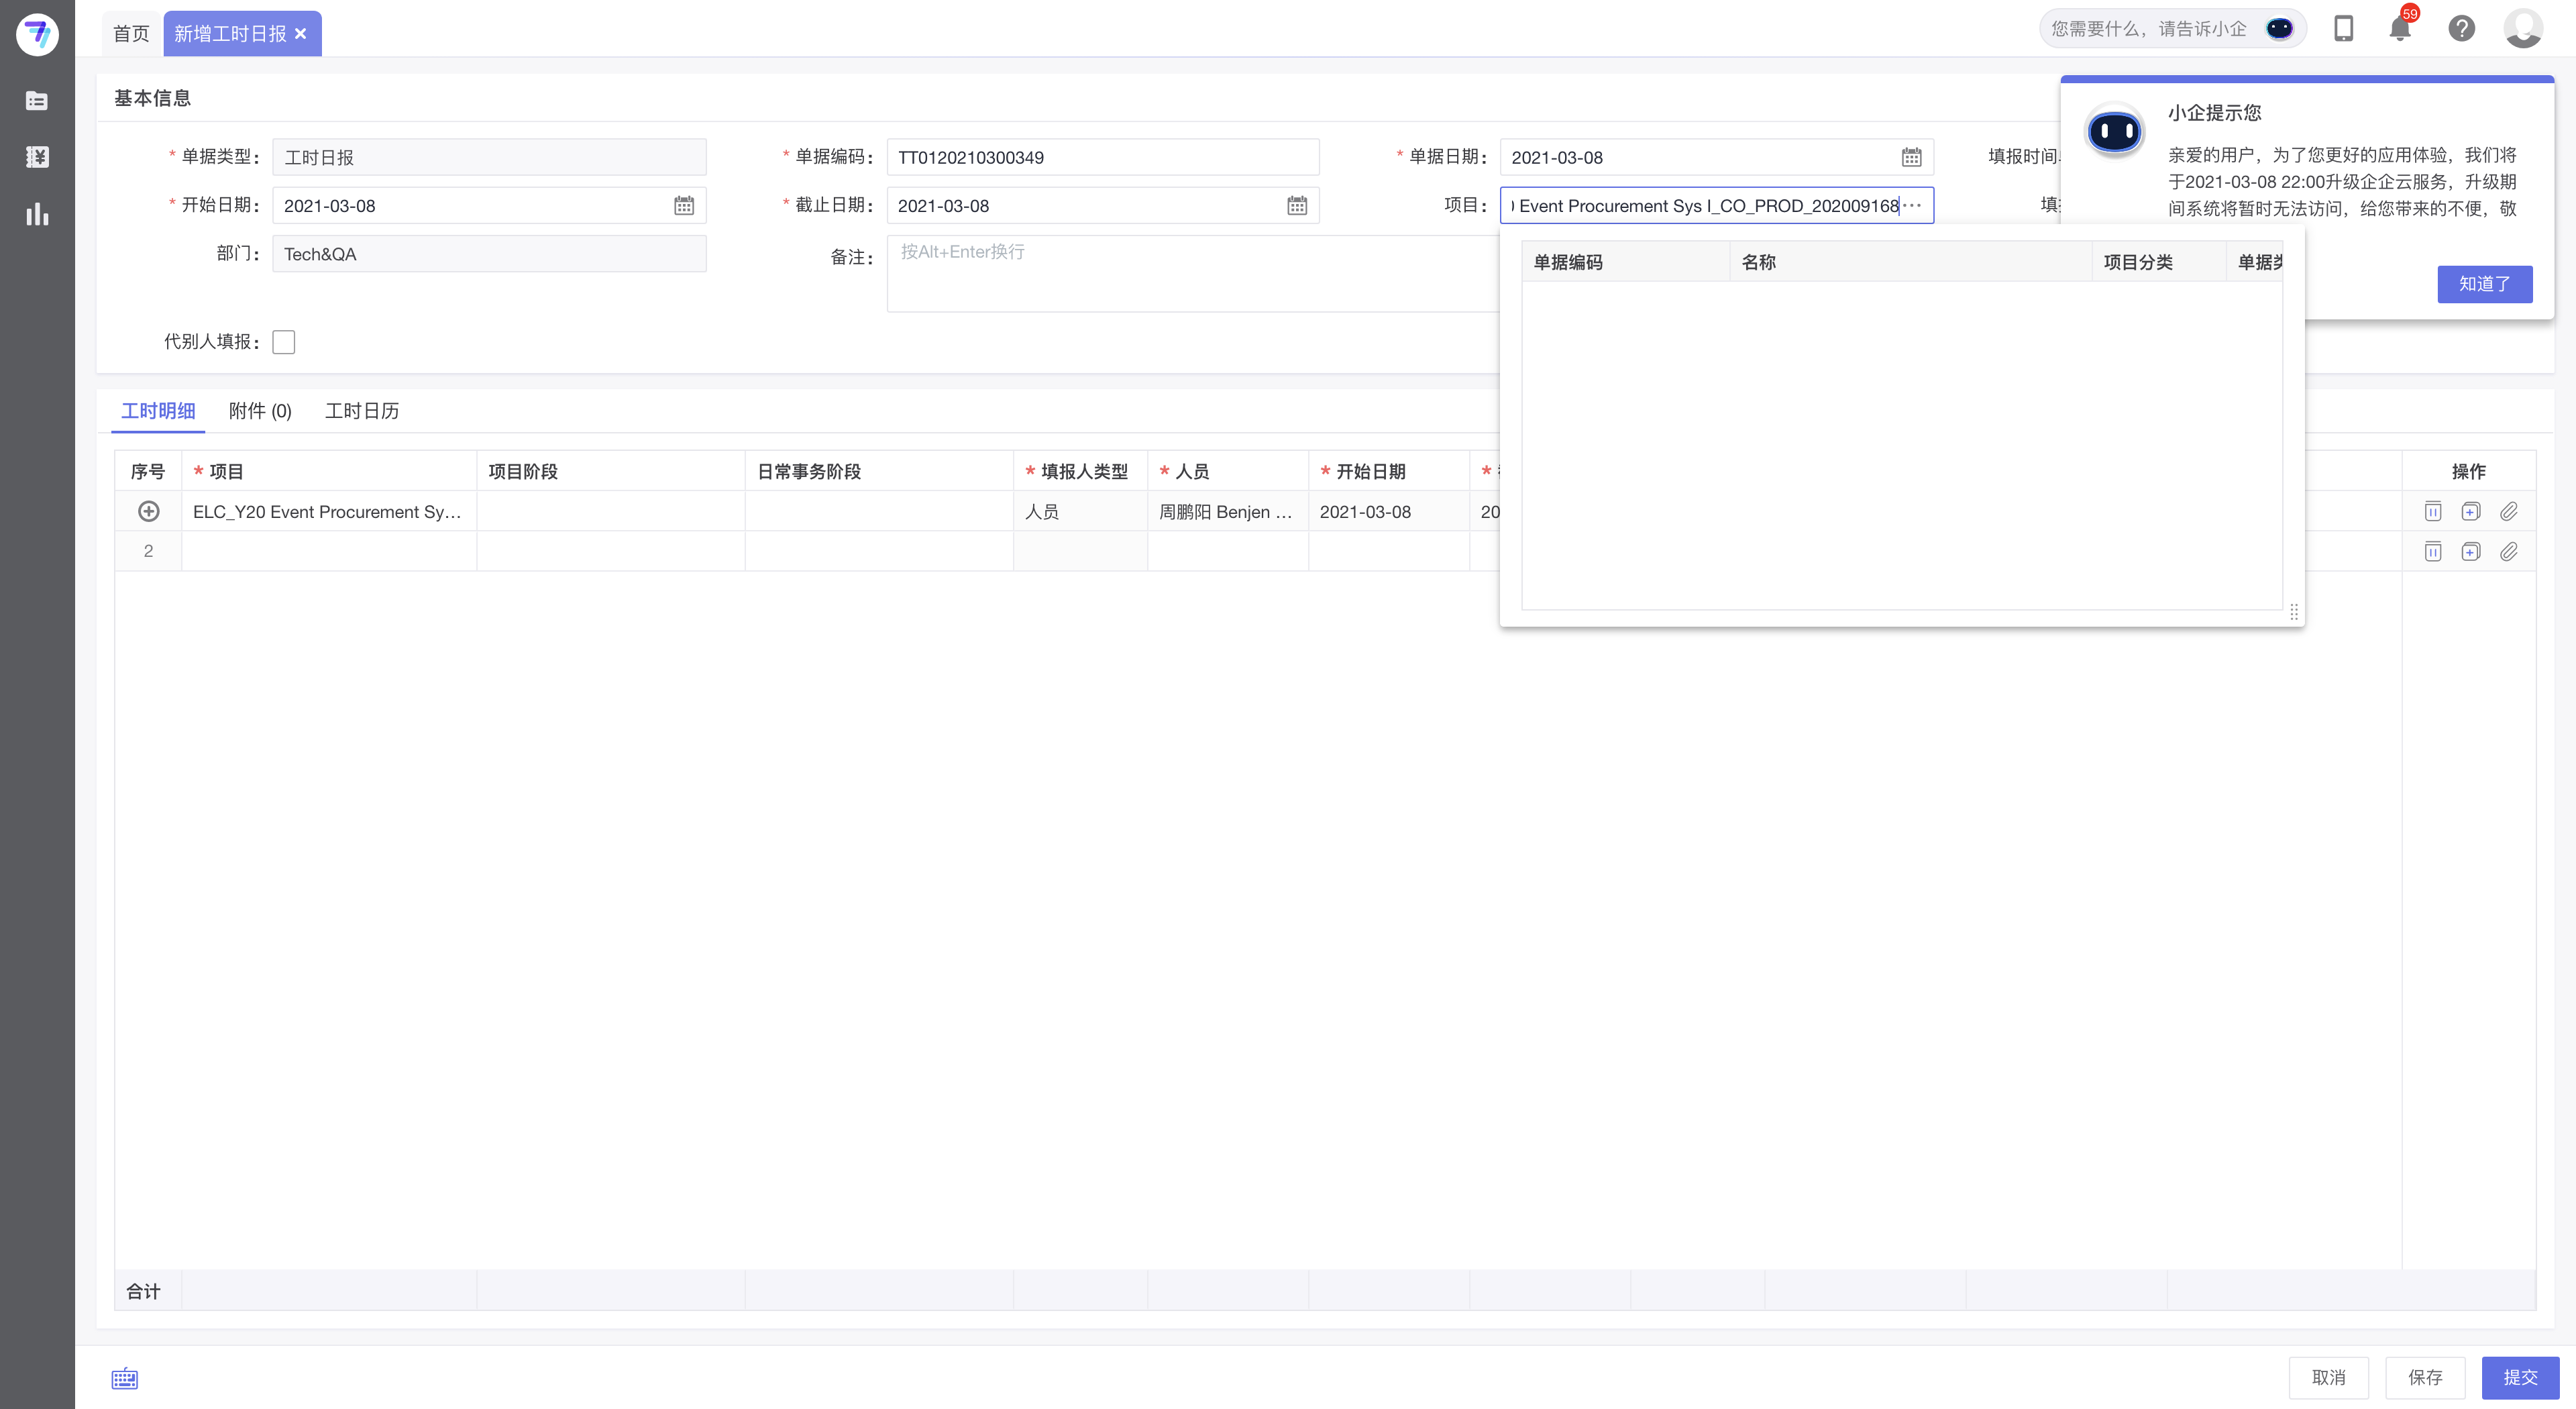 首页
新增工时日报
您需要什么，请告诉小企
59
基本信息
* 单据类型：
工时日报
* 单据编码：
TT0120210300349
* 单据日期：
2021-03-08
填报时间
* 开始日期：
2021-03-08
* 截止日期：
2021-03-08
项目：
Event Procurement Sys I_CO_PROD_202009168
部门：
Tech&QA
备注：
按Alt+Enter换行
代别人填报：
小企提示您
亲爱的用户，为了您更好的应用体验，我们将
于2021-03-08 22:00升级企企云服务，升级期
间系统将暂时无法访问，给您带来的不便，敬
知道了
单据编码
名称
项目分类
单据
工时明细
附件 (0)
工时日历
序号
* 项目
项目阶段
日常事务阶段
* 填报人类型
* 人员
* 开始日期
*
操作
ELC_Y20 Event Procurement Sy...
人员
周鹏阳 Benjen ...
2021-03-08
20
2
合计
取消
保存
提交